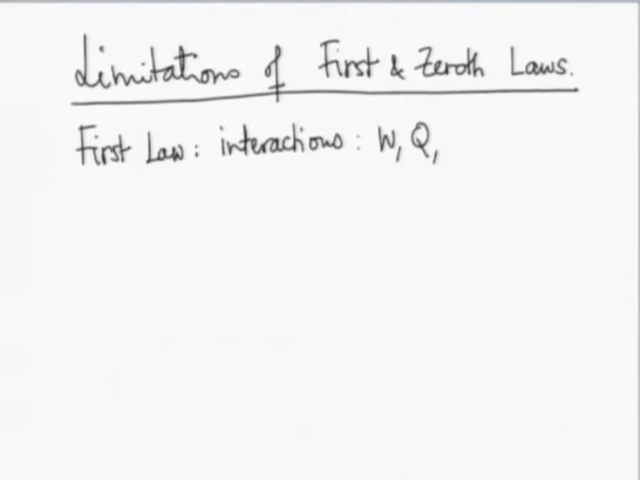 Limitations of First & Zeroth Laws.
First Law: interactions: W, Q,